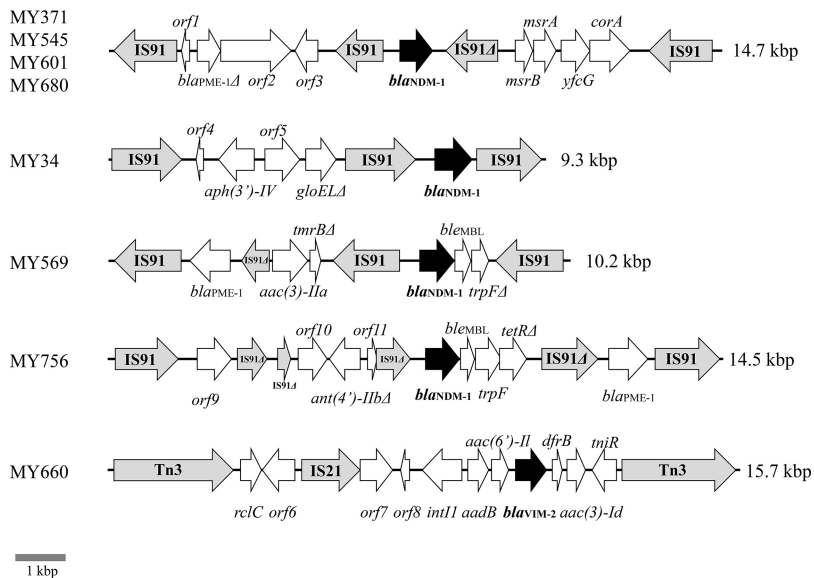 MY371
MY545
MY601
MY680
orf1 msrA corA
IS91 IS91 IS91Δ IS91 14.7 kbp
blaPME-1Δ orf2 orf3 blaNDM-1 msrB yfcG
orf4 orf5
MY34 IS91 IS91 IS91 9.3 kbp
aph(3’)-IV gloELΔ blaNDM-1
tmrBΔ bleMBL
MY569 IS91 IS91Δ IS91 IS91 10.2 kbp
blaPME-1 aac(3)-IIa blaNDM-1 trpFΔ
orf10 orf11 bleMBL tetRΔ
MY756 IS91 IS91Δ IS91Δ IS91Δ IS91 14.5 kbp
IS91Δ
orf9 ant(4’)-IIbΔ blaNDM-1 trpF blaPME-1
aac(6’)-Il dfrB tniR
MY660 Tn3 IS21 Tn3 15.7 kbp
rclC orf6 orf7 orf8 intI1 aadB blaVIM-2 aac(3)-Id
1 kbp